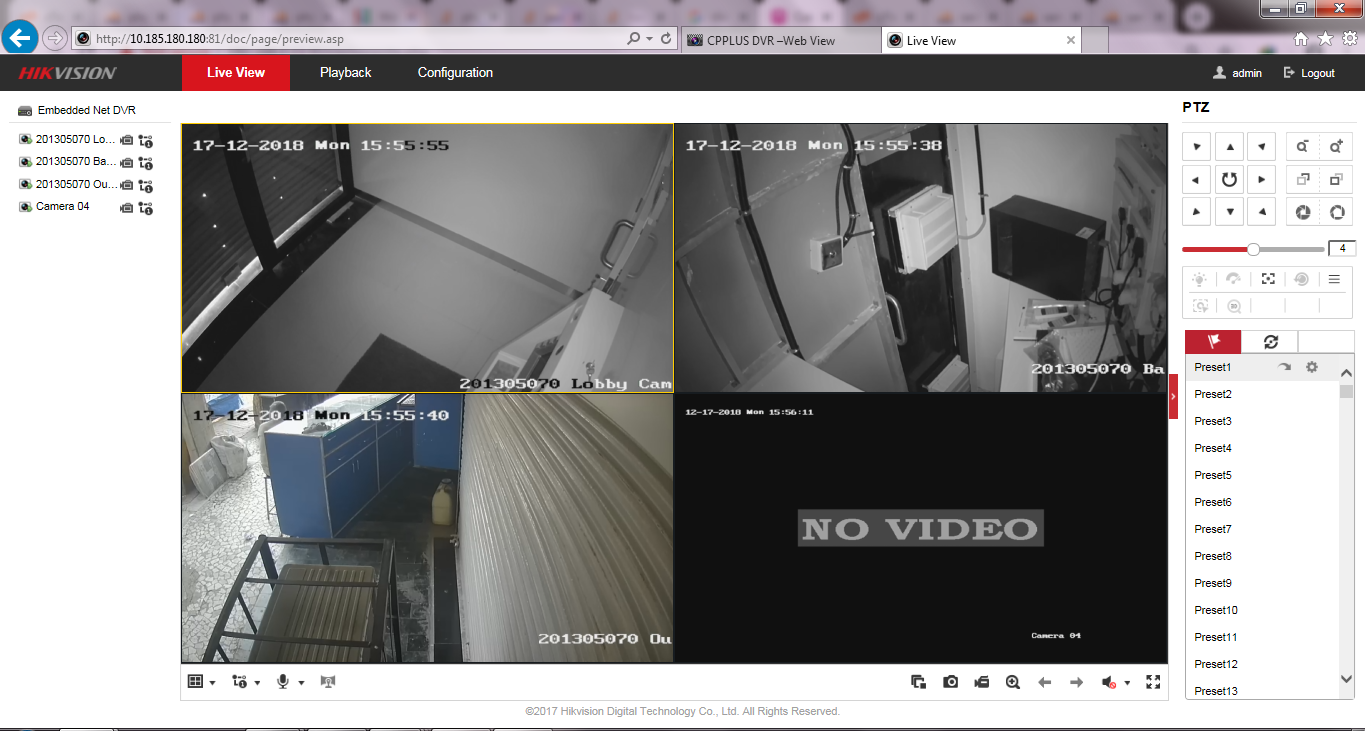 http://10.185.180.180:81/doc/page/preview.asp
CPPLUS DVR –Web View
Live View
HIKVISION
Live View
Playback
Configuration
admin
Logout
Embedded Net DVR
201305070 Lo...
201305070 Ba...
201305070 Ou...
Camera 04
17-12-2018 Mon 15:55:55
201305070 Lobby Cam
17-12-2018 Mon 15:55:38
201305070 Ba
17-12-2018 Mon 15:55:40
201305070 Ou
12-17-2018 Mon 15:56:11
NO VIDEO
Camera 04
PTZ
4
3D
Preset1
Preset2
Preset3
Preset4
Preset5
Preset6
Preset7
Preset8
Preset9
Preset10
Preset11
Preset12
Preset13
©2017 Hikvision Digital Technology Co., Ltd. All Rights Reserved.